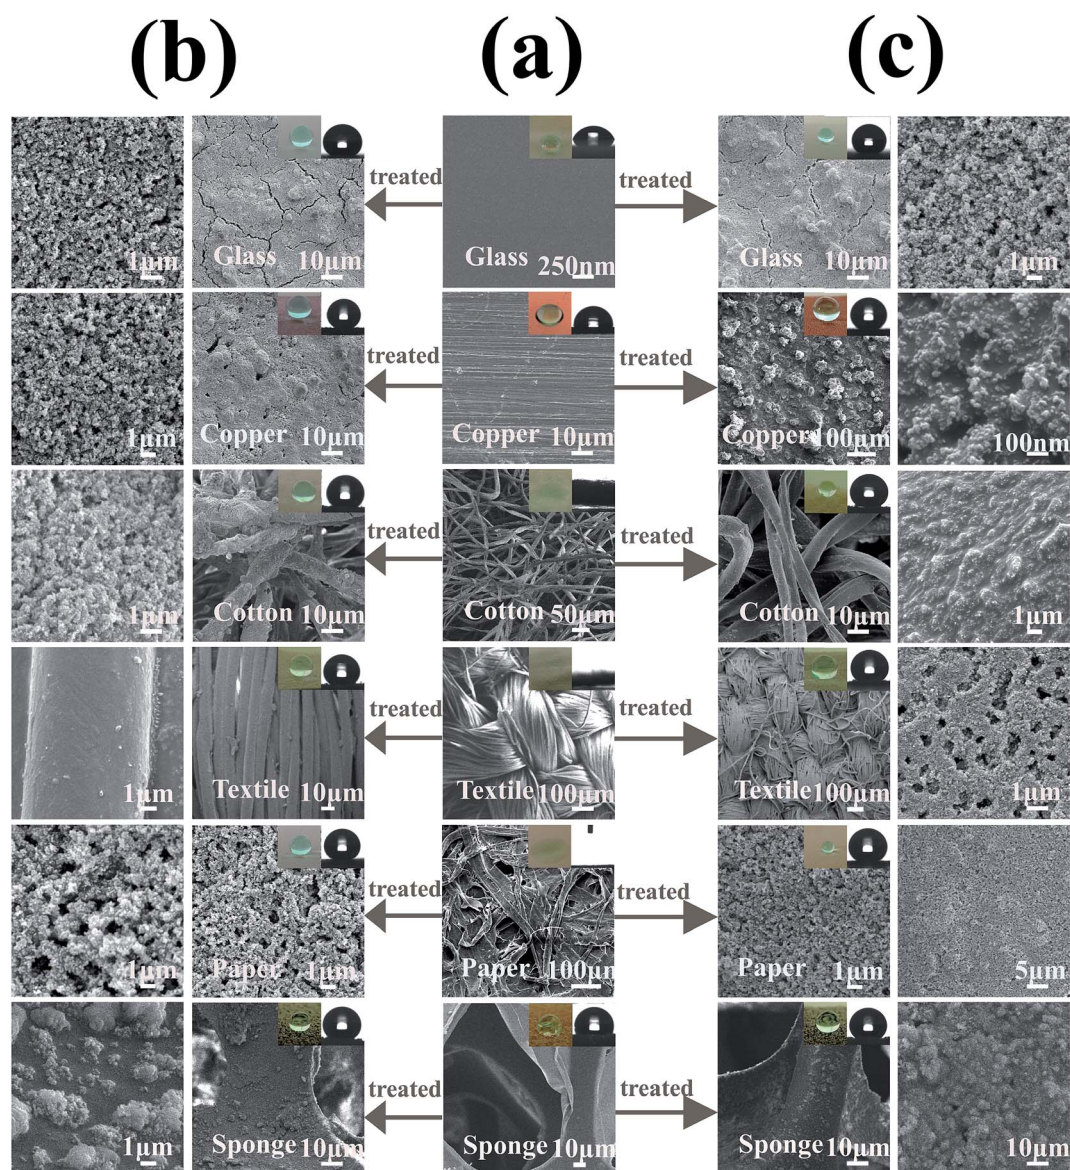 (b) (a) (c)
1μm Glass 10μm treated Glass 250nm treated Glass 10μm 1μm
1μm Copper 10μm treated Copper 10μm treated Copper 100μm 100nm
1μm Cotton 10μm treated Cotton 50μm treated Cotton 10μm 1μm
1μm Textile 10μm treated Textile 100μm treated Textile 100μm 1μm
1μm Paper 1μm treated Paper 100μm treated Paper 1μm 5μm
1μm Sponge 10μm treated Sponge 10μm treated Sponge 10μm 10μm